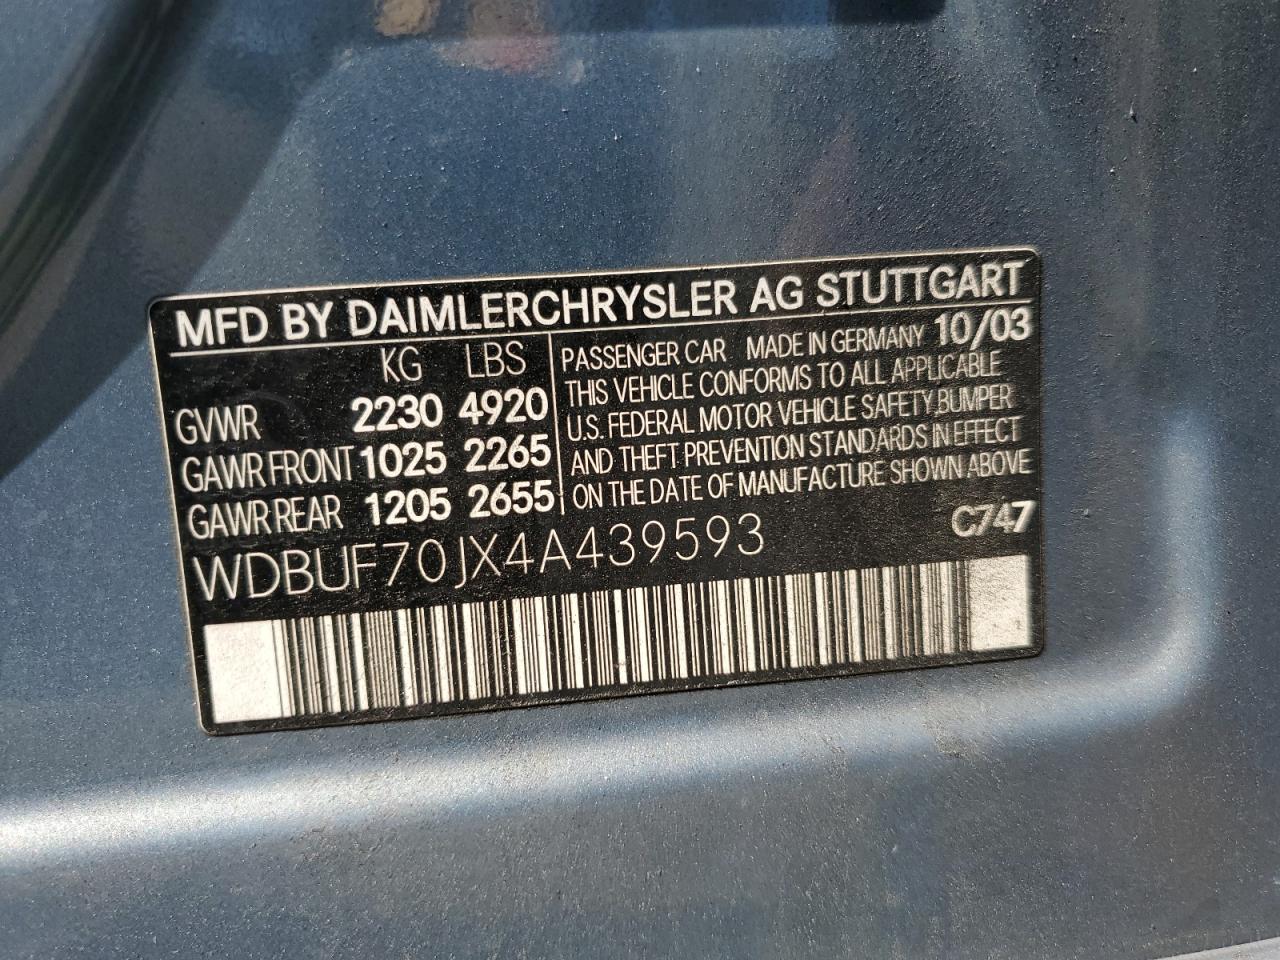 MFD BY DAIMLERCHRYSLER AG STUTTGART
KG LBS
GVWR 2230 4920
GAWR FRONT 1025 2265
GAWR REAR 1205 2655
PASSENGER CAR MADE IN GERMANY 10/03
THIS VEHICLE CONFORMS TO ALL APPLICABLE
U.S. FEDERAL MOTOR VEHICLE SAFETY, BUMPER
AND THEFT PREVENTION STANDARDS IN EFFECT
ON THE DATE OF MANUFACTURE SHOWN ABOVE
WDBUF70JX4A439593
C747